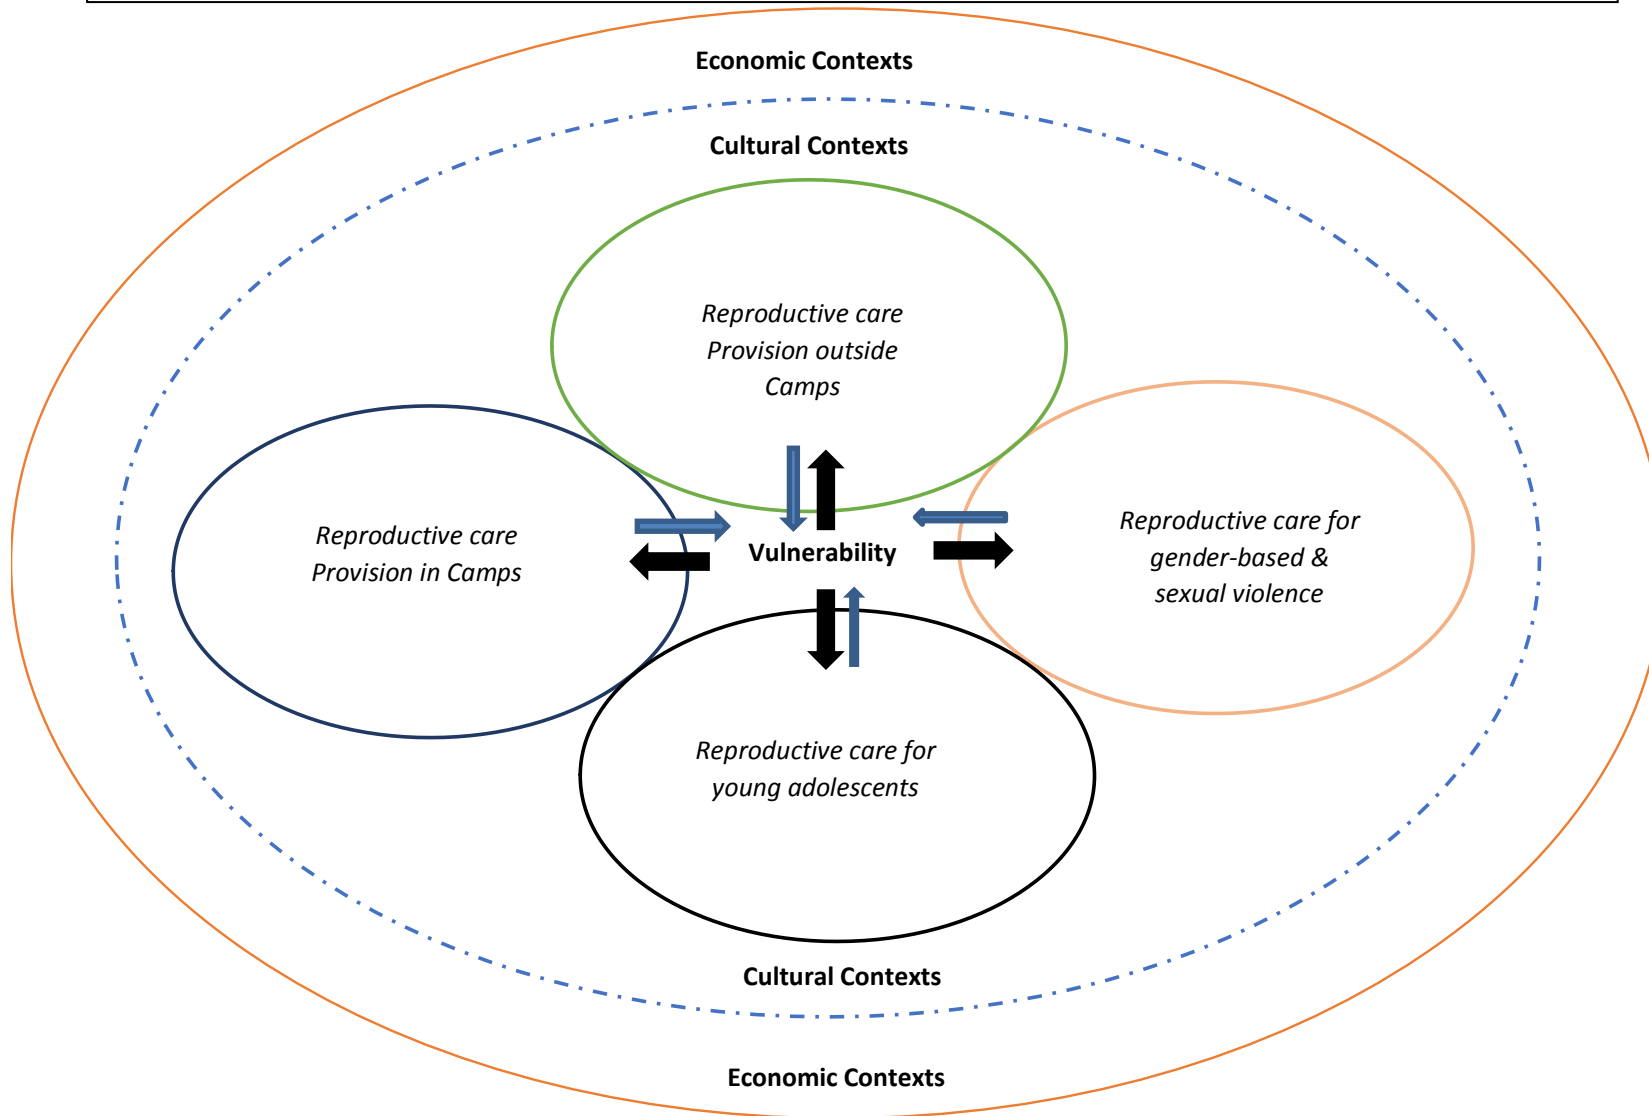 Economic Contexts
Cultural Contexts
Reproductive care
Provision outside
Camps
Reproductive care
Provision in Camps
Vulnerability
Reproductive care for
gender-based &
sexual violence
Reproductive care for
young adolescents
Cultural Contexts
Economic Contexts